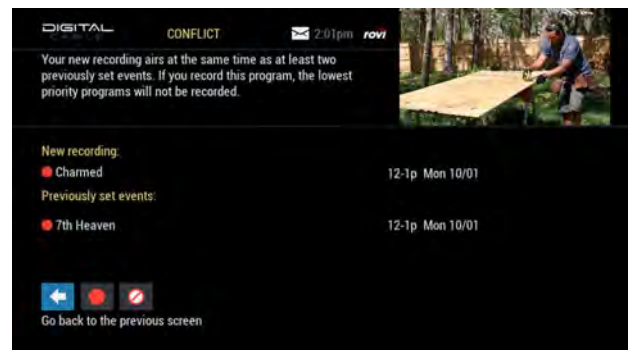 DIGITAL CONFLICT 2:01pm rovi
CABLE
Your new recording airs at the same time as at least two
previously set events. If you record this program, the lowest
priority programs will not be recorded.
New recording:
Charmed 12-1p Mon 10/01
Previously set events:
7th Heaven 12-1p Mon 10/01
Go back to the previous screen